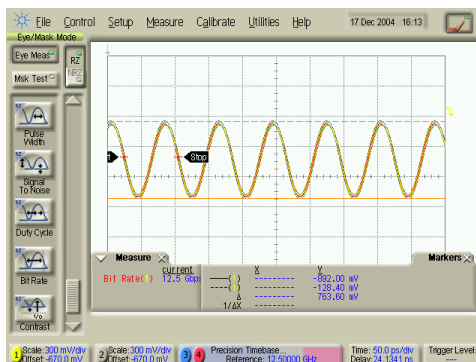 File Control Setup Measure Calibrate Utilities Help 17 Dec 2004 16:13
Eye/Mask Mode
Eye Meas
RZ
NRZ
Msk Test
Pulse
Width
Signal
To Noise
Duty Cycle
Bit Rate
Contrast
Stop
Measure
current
Bit Rate( ) 12.5 Gbps
Markers
X Y
---------- -892.00 mV
---------- -128.40 mV
Δ ---------- 763.60 mV
1/ΔX ----------
1 Scale:300 mV/div
Offset:-670.0 mV
2 Scale:300 mV/div
Offset:-670.0 mV
3 4 Precision Timebase...
Reference: 12.50000 GHz
Time: 50.0 ps/div
Delay:24.1341 ns
Trigger Level